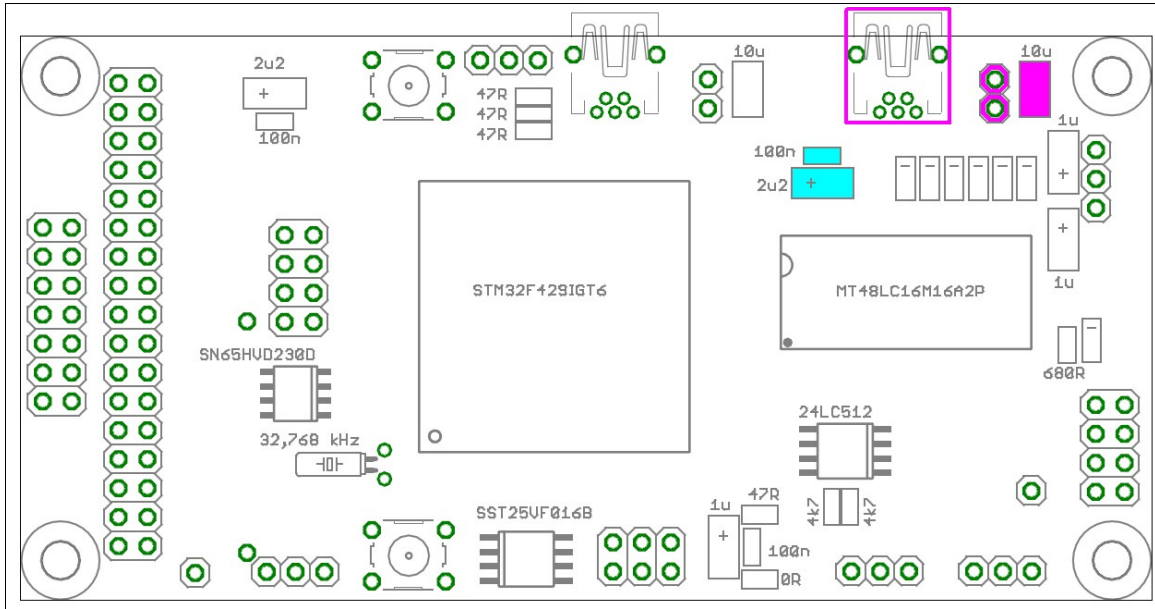 10u
10u
2u2
+
47R
47R
47R
100n
1u
+
100n
2u2
+
+
1u
STM32F429IGT6
MT48LC16M16A2P
SN65HVD230D
680R
24LC512
32,768 kHz
4k7
4k7
SST25VF016B
1u
+
47R
100n
0R